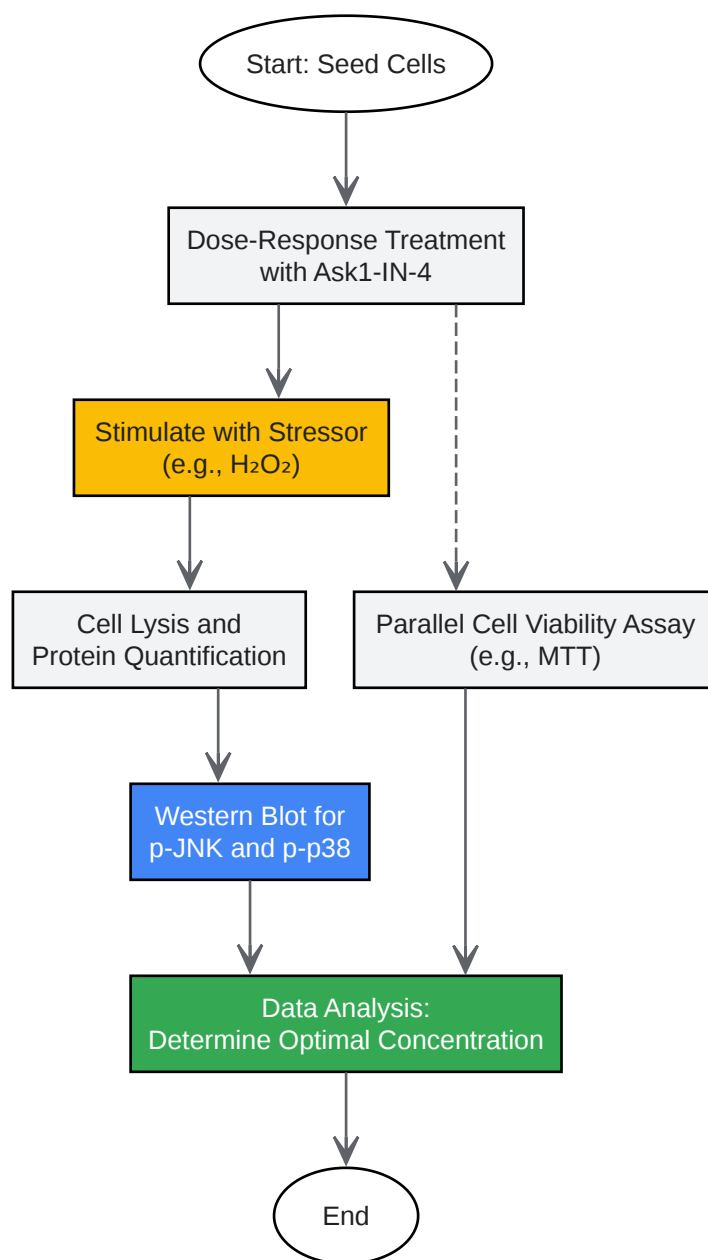 Start: Seed Cells
Dose-Response Treatment
with Ask1-IN-4
Stimulate with Stressor
(e.g., H₂O₂)
Cell Lysis and
Protein Quantification
Parallel Cell Viability Assay
(e.g., MTT)
Western Blot for
p-JNK and p-p38
Data Analysis:
Determine Optimal Concentration
End